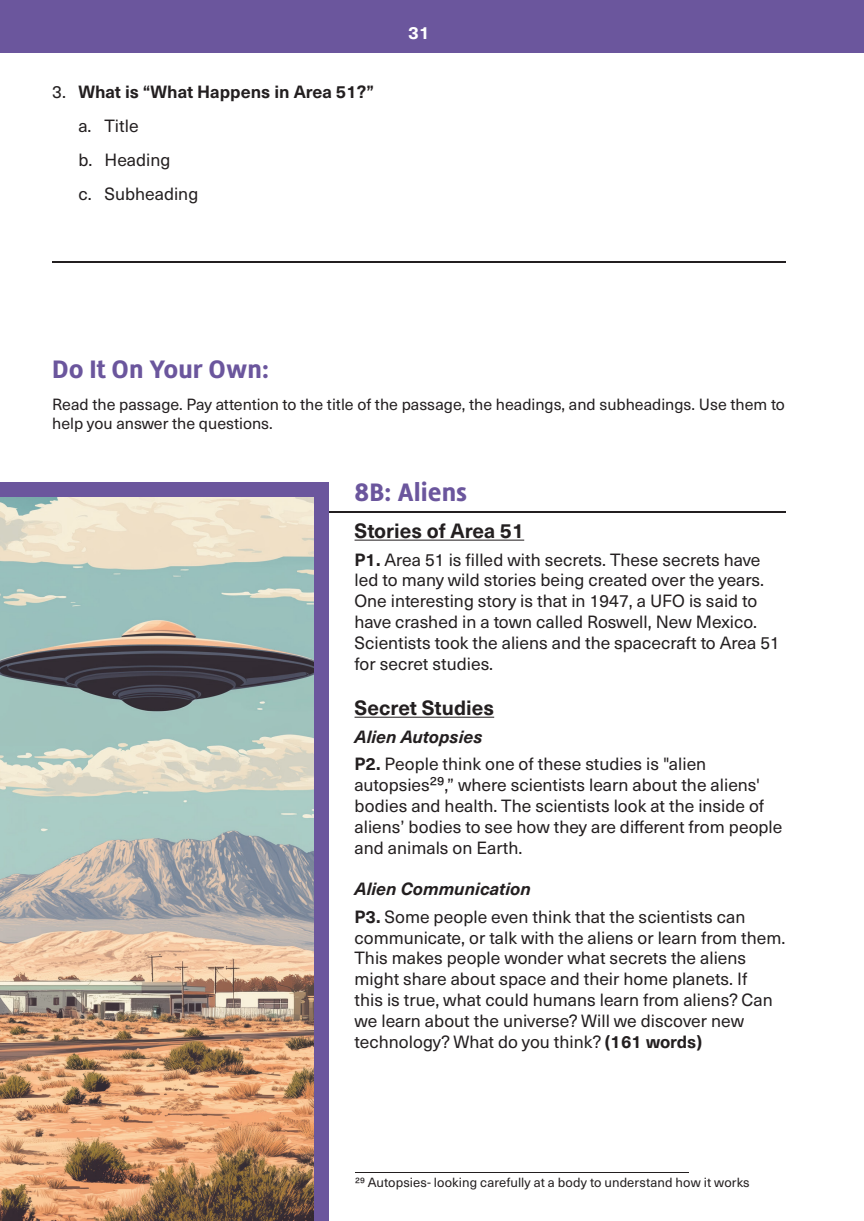 31
3. What is “What Happens in Area 51?”
a. Title
b. Heading
c. Subheading
Do It On Your Own:
Read the passage. Pay attention to the title of the passage, the headings, and subheadings. Use them to
help you answer the questions.
8B: Aliens
Stories of Area 51
P1. Area 51 is filled with secrets. These secrets have
led to many wild stories being created over the years.
One interesting story is that in 1947, a UFO is said to
have crashed in a town called Roswell, New Mexico.
Scientists took the aliens and the spacecraft to Area 51
for secret studies.
Secret Studies
Alien Autopsies
P2. People think one of these studies is "alien
autopsies²⁹,” where scientists learn about the aliens'
bodies and health. The scientists look at the inside of
aliens’ bodies to see how they are different from people
and animals on Earth.
Alien Communication
P3. Some people even think that the scientists can
communicate, or talk with the aliens or learn from them.
This makes people wonder what secrets the aliens
might share about space and their home planets. If
this is true, what could humans learn from aliens? Can
we learn about the universe? Will we discover new
technology? What do you think? (161 words)
²⁹ Autopsies- looking carefully at a body to understand how it works